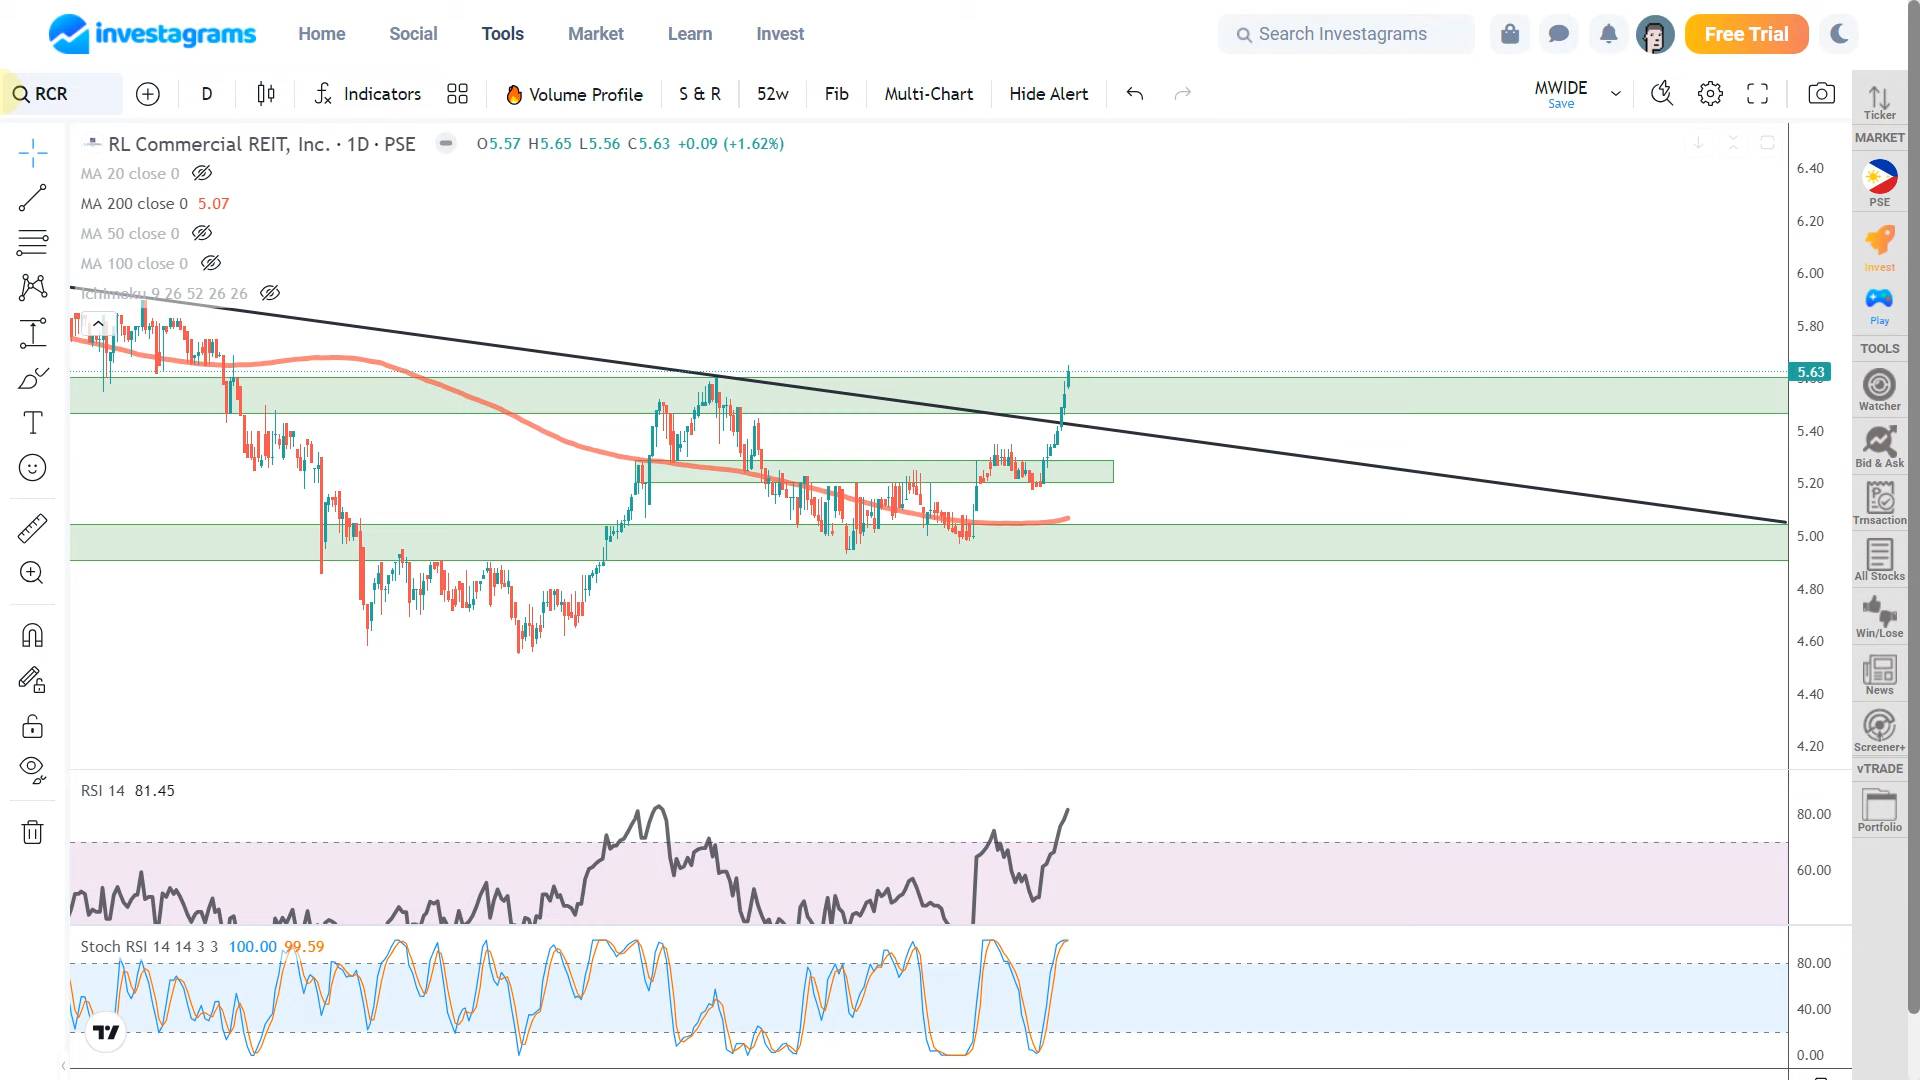 investagrams
Home
Social
Tools
Market
Learn
Invest
Search Investagrams
Free Trial
RCR
D
Indicators
Volume Profile
S & R
52w
Fib
Multi-Chart
Hide Alert
MWIDE
Save
RL Commercial REIT, Inc. · 1D · PSE
O5.57 H5.65 L5.56 C5.63 +0.09 (+1.62%)
MA 20 close 0
MA 200 close 0 5.07
MA 50 close 0
MA 100 close 0
Ichimoku 9 26 52 26 26
6.40
6.20
6.00
5.80
5.63
5.40
5.20
5.00
4.80
4.60
4.40
4.20
RSI 14 81.45
80.00
60.00
Stoch RSI 14 14 3 3 100.00 99.59
80.00
40.00
0.00
Ticker
MARKET
PSE
Invest
Play
TOOLS
Watcher
Bid & Ask
Trnsaction
All Stocks
Win/Lose
News
Screener+
vTRADE
Portfolio